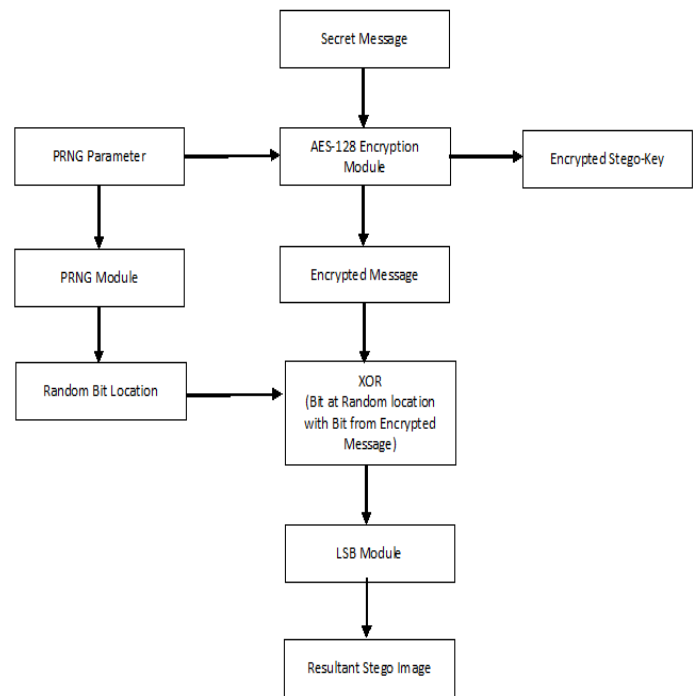 Secret Message
PRNG Parameter
AES-128 Encryption
Module
Encrypted Stego-Key
PRNG Module
Encrypted Message
Random Bit Location
XOR
(Bit at Random location
with Bit from Encrypted
Message)
LSB Module
Resultant Stego Image